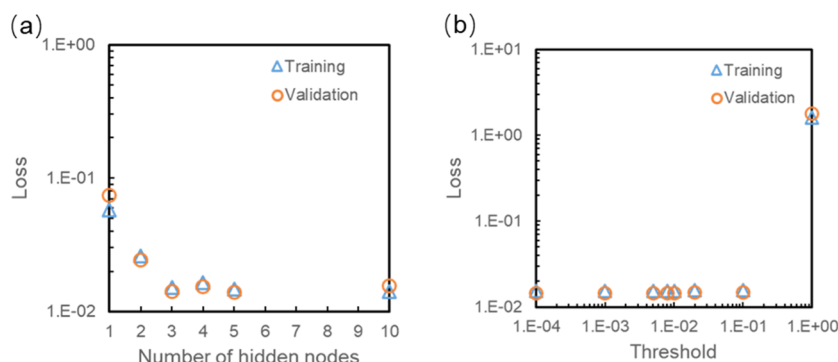 (a)
1.E+00
1.E-01
1.E-02
Loss
Training
Validation
1 2 3 4 5 6 7 8 9 10
Number of hidden nodes
(b)
1.E+01
1.E+00
1.E-01
1.E-02
Loss
Training
Validation
1.E-04 1.E-03 1.E-02 1.E-01 1.E+00
Threshold